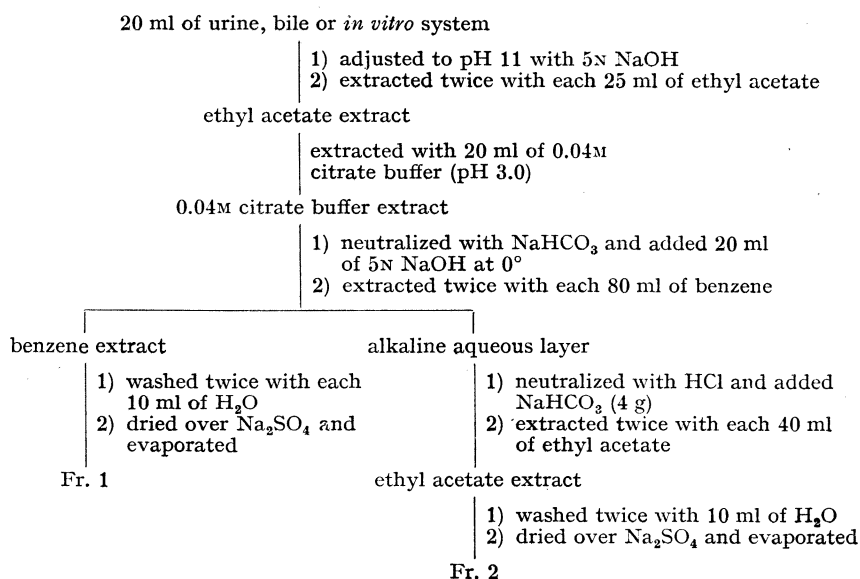 20 ml of urine, bile or in vitro system
1) adjusted to pH 11 with 5N NaOH
2) extracted twice with each 25 ml of ethyl acetate
ethyl acetate extract
extracted with 20 ml of 0.04M
citrate buffer (pH 3.0)
0.04M citrate buffer extract
1) neutralized with NaHCO₃ and added 20 ml
of 5N NaOH at 0°
2) extracted twice with each 80 ml of benzene
benzene extract
1) washed twice with each
10 ml of H₂O
2) dried over Na₂SO₄ and
evaporated
Fr. 1
alkaline aqueous layer
1) neutralized with HCl and added
NaHCO₃ (4 g)
2) extracted twice with each 40 ml
of ethyl acetate
ethyl acetate extract
1) washed twice with 10 ml of H₂O
2) dried over Na₂SO₄ and evaporated
Fr. 2